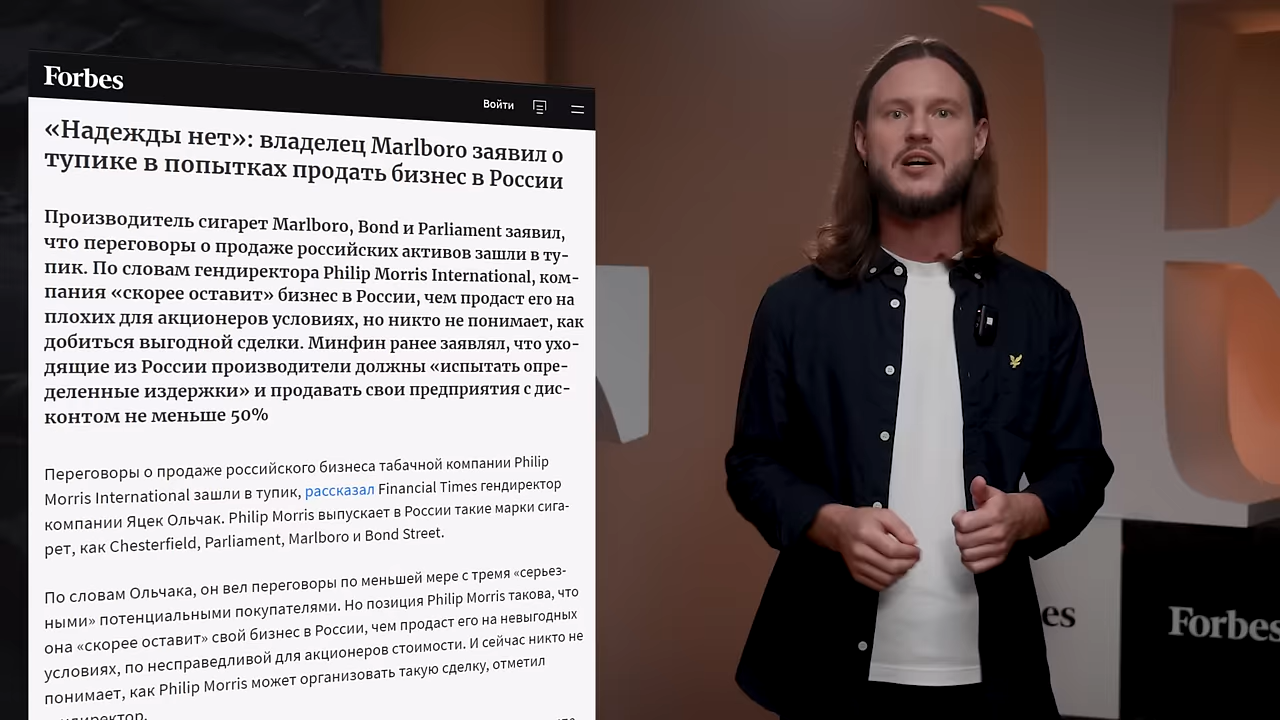 Forbes
Войти
«Надежды нет»: владелец Marlboro заявил о
тупике в попытках продать бизнес в России
Производитель сигарет Marlboro, Bond и Parliament заявил,
что переговоры о продаже российских активов зашли в ту-
пик. По словам гендиректора Philip Morris International, ком-
пания «скорее оставит» бизнес в России, чем продаст его на
плохих для акционеров условиях, но никто не понимает, как
добиться выгодной сделки. Минфин ранее заявлял, что ухо-
дящие из России производители должны «испытать опре-
деленные издержки» и продавать свои предприятия с дис-
контом не меньше 50%
Переговоры о продаже российского бизнеса табачной компании Philip
Morris International зашли в тупик, рассказал Financial Times гендиректор
компании Яцек Ольчак. Philip Morris выпускает в России такие марки сига-
рет, как Chesterfield, Parliament, Marlboro и Bond Street.
По словам Ольчака, он вел переговоры по меньшей мере с тремя «серьез-
ными» потенциальными покупателями. Но позиция Philip Morris такова, что
она «скорее оставит» свой бизнес в России, чем продаст его на невыгодных
условиях, по несправедливой для акционеров стоимости. И сейчас никто не
понимает, как Philip Morris может организовать такую сделку, отметил
es
Forbes